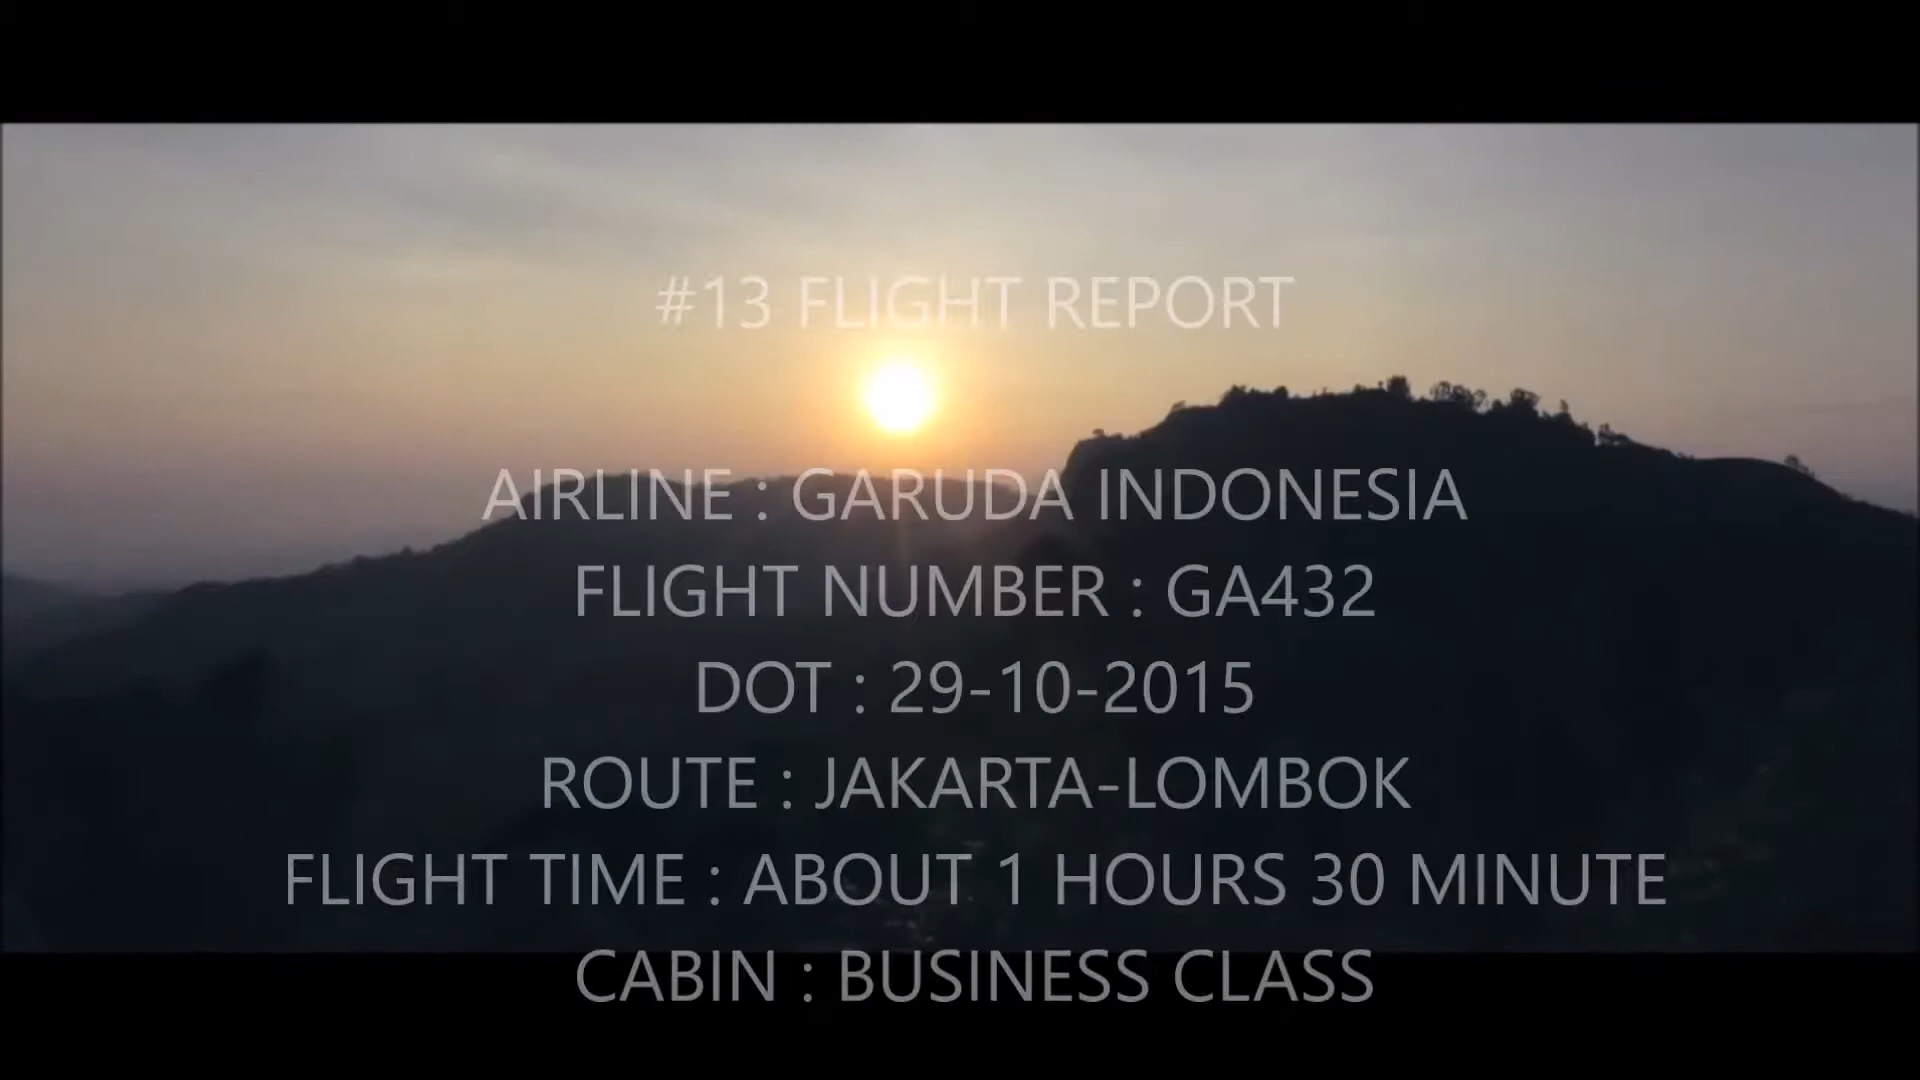 #13 FLIGHT REPORT
AIRLINE : GARUDA INDONESIA
FLIGHT NUMBER : GA432
DOT : 29-10-2015
ROUTE : JAKARTA-LOMBOK
FLIGHT TIME : ABOUT 1 HOURS 30 MINUTE
CABIN : BUSINESS CLASS